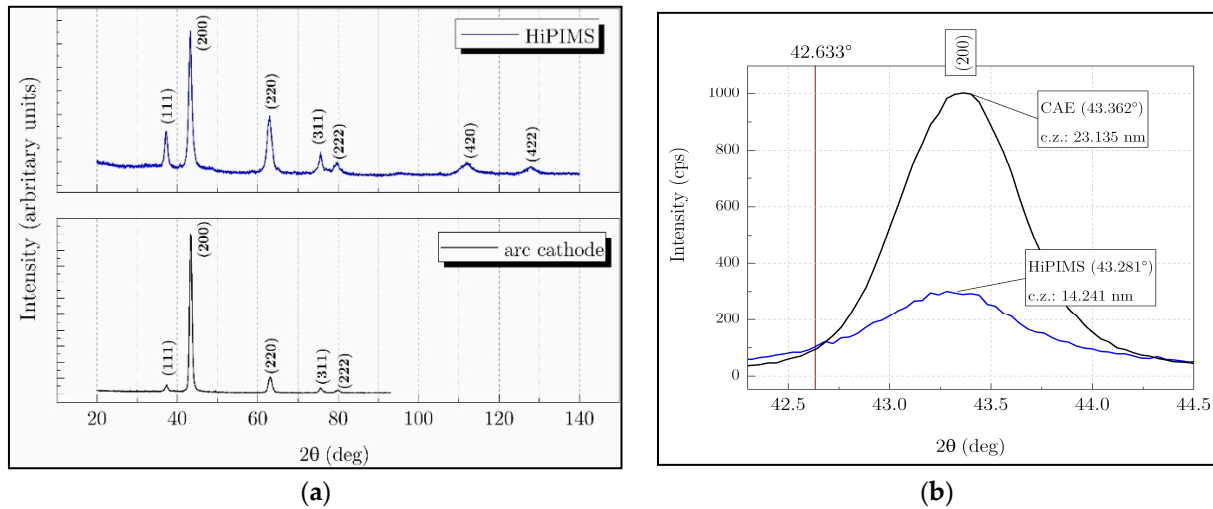 HiPIMS
(111)
(200)
(220)
(311)
(222)
(420)
(422)
arc cathode
(111)
(200)
(220)
(311)
(222)
Intensity (arbritary units)
20 40 60 80 100 120 140
2θ (deg)
(a)
42.633°
(200)
CAE (43.362°)
c.z.: 23.135 nm
HiPIMS (43.281°)
c.z.: 14.241 nm
Intensity (cps)
1000
800
600
400
200
0
42.5 43.0 43.5 44.0 44.5
2θ (deg)
(b)